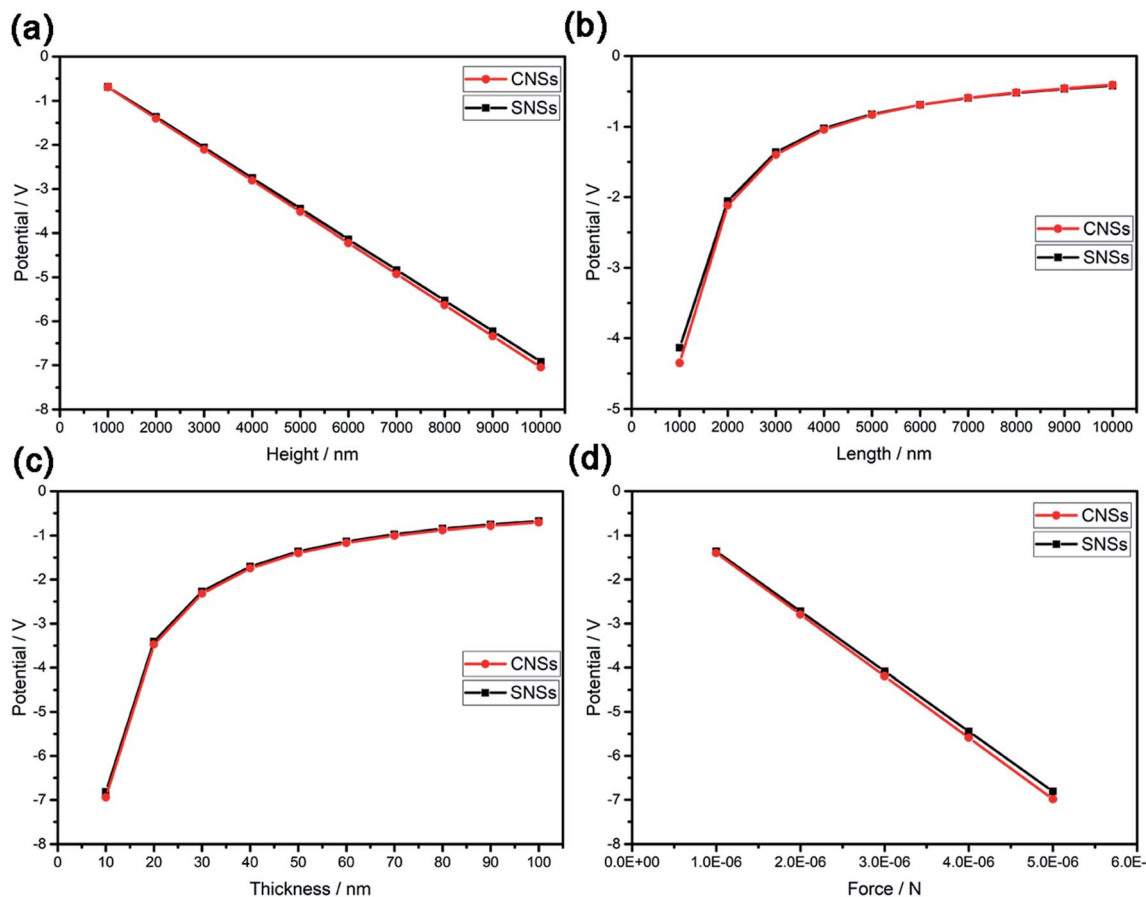 (a)
0
-1
-2
-3
-4
-5
-6
-7
-8
Potential / V
CNSs
SNSs
0 1000 2000 3000 4000 5000 6000 7000 8000 9000 10000
Height / nm
(b)
0
-1
-2
-3
-4
-5
Potential / V
CNSs
SNSs
0 1000 2000 3000 4000 5000 6000 7000 8000 9000 10000
Length / nm
(c)
0
-1
-2
-3
-4
-5
-6
-7
-8
Potential / V
CNSs
SNSs
0 10 20 30 40 50 60 70 80 90 100
Thickness / nm
(d)
0
-1
-2
-3
-4
-5
-6
-7
-8
Potential / V
CNSs
SNSs
0.0E+00 1.0E-06 2.0E-06 3.0E-06 4.0E-06 5.0E-06 6.0E-
Force / N